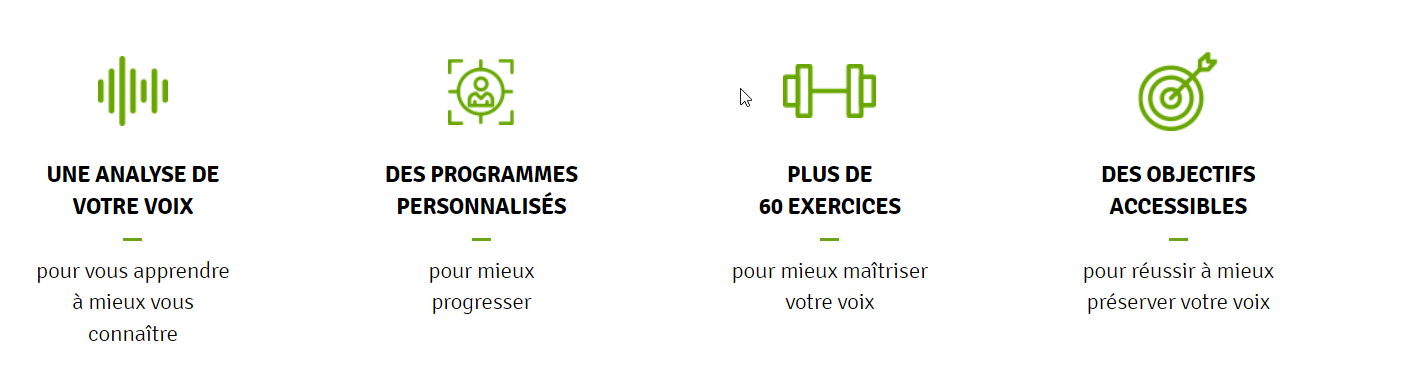 UNE ANALYSE DE
VOTRE VOIX
pour vous apprendre
à mieux vous
connaître
DES PROGRAMMES
PERSONNALISÉS
pour mieux
progresser
PLUS DE
60 EXERCICES
pour mieux maîtriser
votre voix
DES OBJECTIFS
ACCESSIBLES
pour réussir à mieux
préserver votre voix